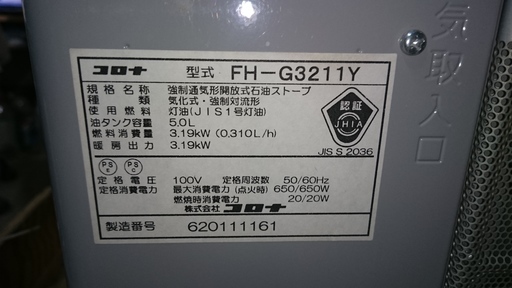 コロナ 型式 FH-G3211Y
規格名称 強制通気形開放式石油ストーブ
種類 気化式・強制対流形
使用燃料 灯油(JIS1号灯油)
油タンク容量 5.0L
燃料消費量 3.19kW (0.310L/h)
暖房出力 3.19kW
認証
JHIA
JIS S 2036
PS E PS C
定格電圧 100V 定格周波数 50/60Hz
定格消費電力 最大消費電力 (点火時) 650/650W
燃焼時消費電力 20/20W
株式会社 コロナ
製造番号 620111161
気取入口